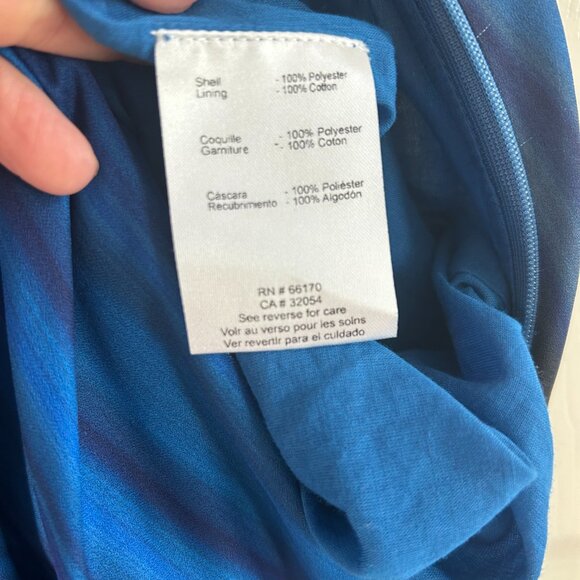 Shell - 100% Polyester
Lining - 100% Cotton
Coquille - 100% Polyester
Garniture - 100% Coton
Cáscara - 100% Poliéster
Recubrimiento - 100% Algodón
RN # 66170
CA # 32054
See reverse for care
Voir au verso pour les soins
Ver revertir para el cuidado